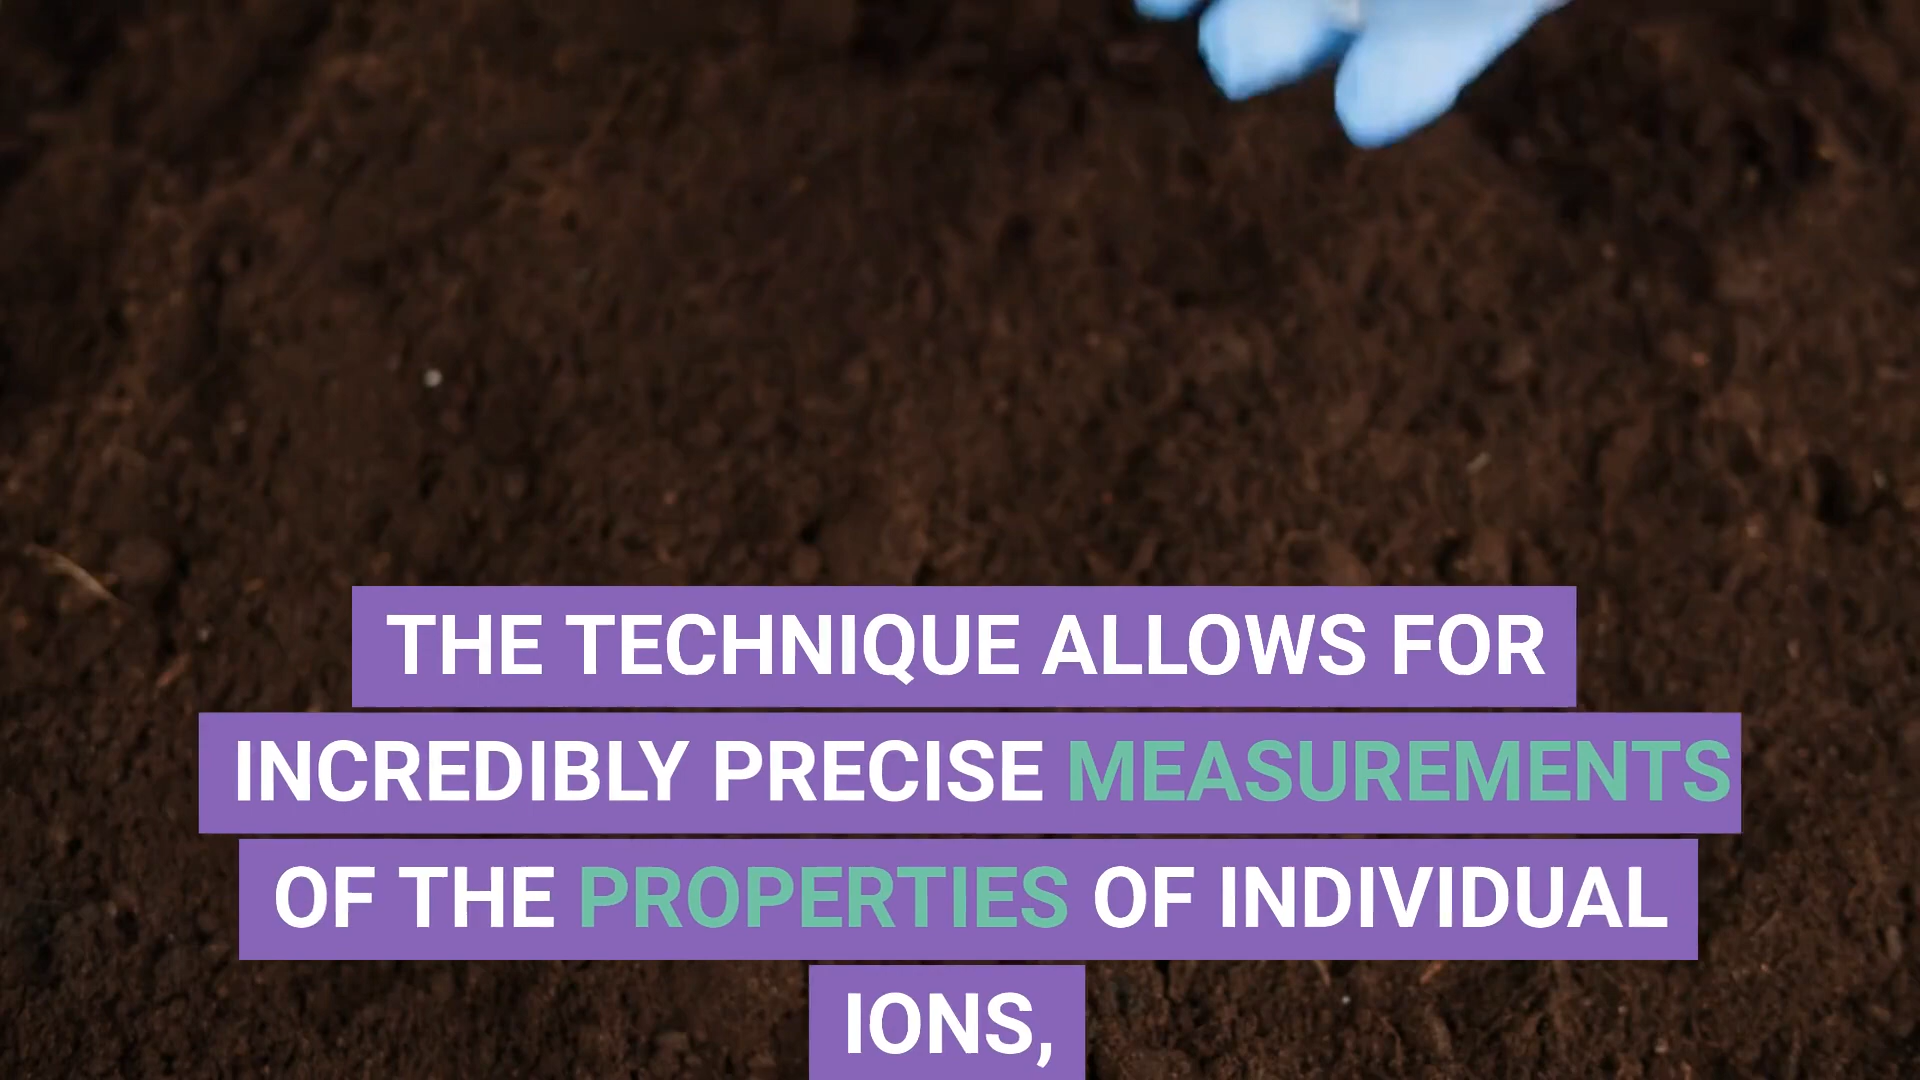 THE TECHNIQUE ALLOWS FOR
INCREDIBLY PRECISE MEASUREMENTS
OF THE PROPERTIES OF INDIVIDUAL
IONS,